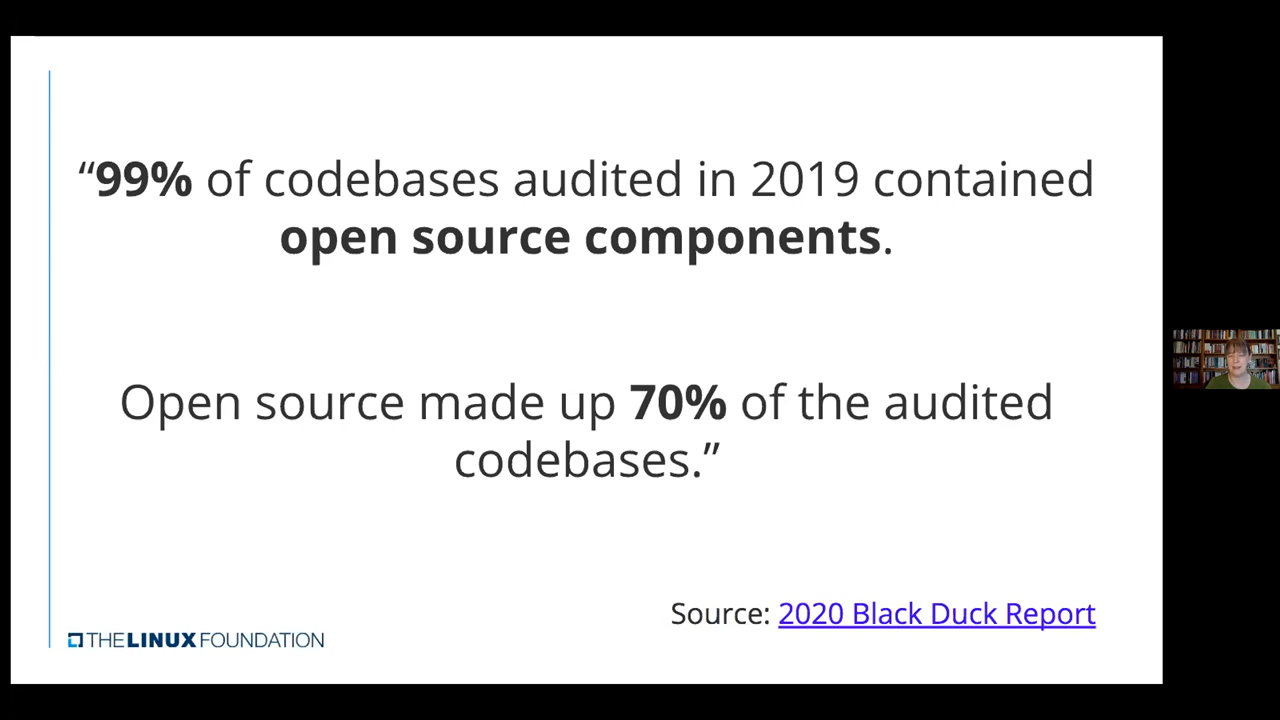 “99% of codebases audited in 2019 contained
open source components.
Open source made up 70% of the audited
codebases.”
Source: 2020 Black Duck Report
THE LINUX FOUNDATION